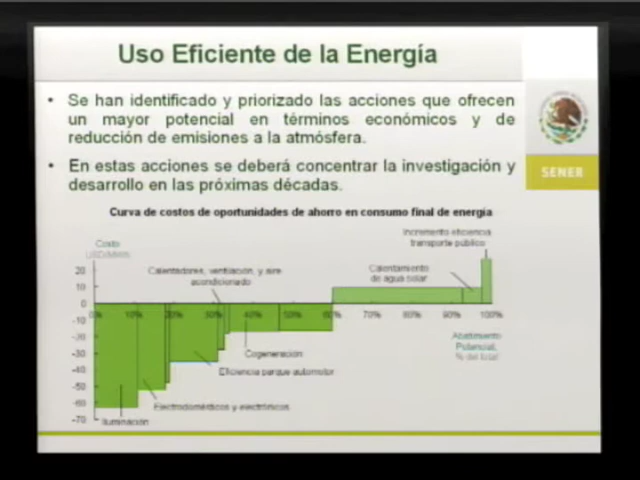 Uso Eficiente de la Energía
• Se han identificado y priorizado las acciones que ofrecen
un mayor potencial en términos económicos y de
reducción de emisiones a la atmósfera.
• En estas acciones se deberá concentrar la investigación y
desarrollo en las próximas décadas.
SENER
Curva de costos de oportunidades de ahorro en consumo final de energía
Incremento eficiencia
transporte público
Costo
Calentadores, ventilación, y aire
acondicionado
Calentamiento
de agua solar
20
10
0
-10
-20
-30
-40
-50
-60
-70
0% 10% 20% 30% 40% 50% 60% 70% 80% 90% 100%
Abatimiento
Potencial,
% del total
Cogeneración
Eficiencia parque automotor
Electrodomésticos y electrónicos
Iluminación